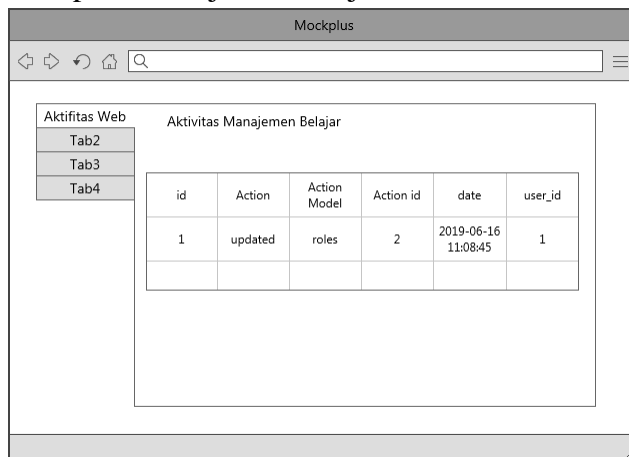 Mockplus
Aktifitas Web
Tab2
Tab3
Tab4
Aktivitas Manajemen Belajar
id Action Action Model Action id date user_id
1 updated roles 2 2019-06-16 11:08:45 1